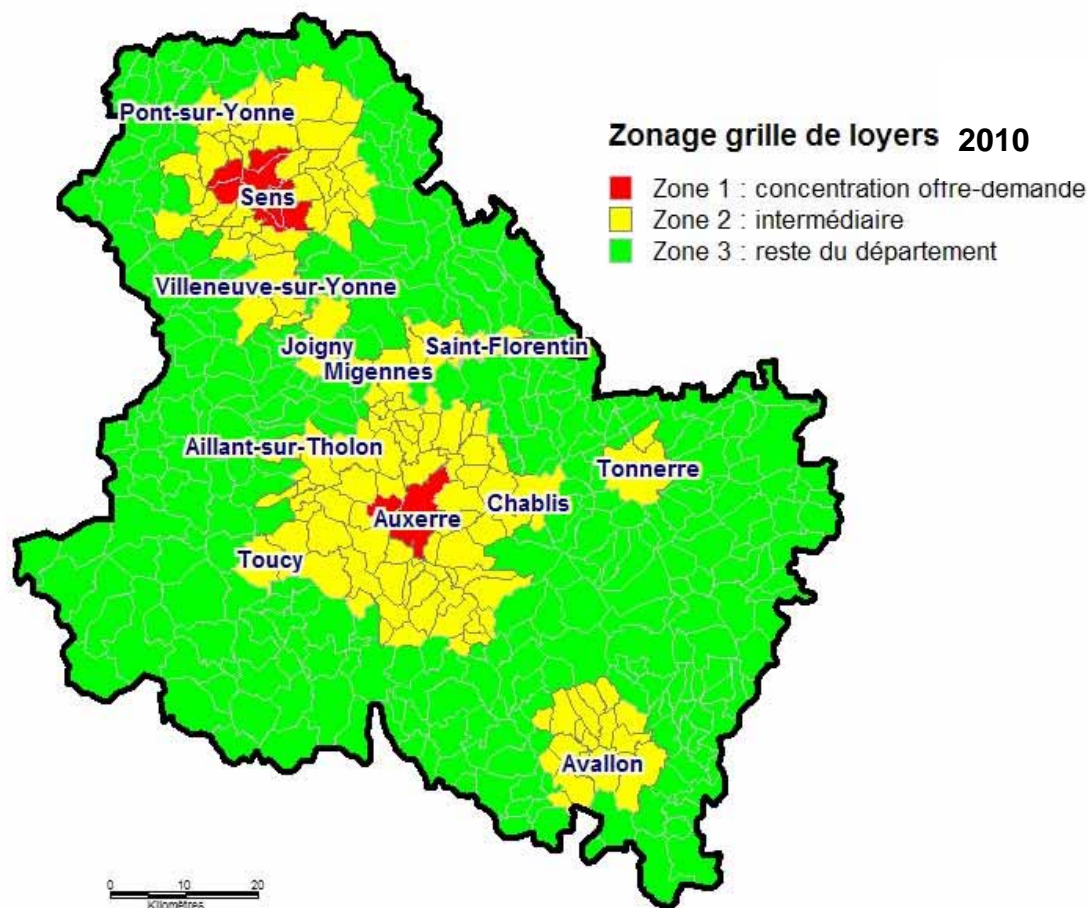 Zonage grille de loyers 2010
Zone 1 : concentration offre-demande
Zone 2 : intermédiaire
Zone 3 : reste du département
Pont-sur-Yonne
Sens
Villeneuve-sur-Yonne
Joigny
Saint-Florentin
Migennes
Aillant-sur-Tholon
Tonnerre
Chablis
Auxerre
Toucy
Avallon
0 10 20
Kilomètres